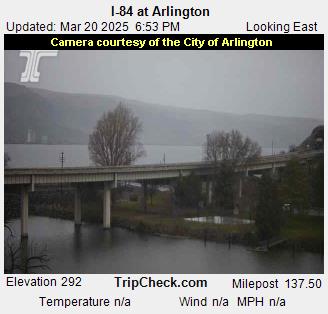 I-84 at Arlington
Updated: Mar 20 2025 6:53 PM Looking East
Camera courtesy of the City of Arlington
Elevation 292 TripCheck.com Milepost 137.50
Temperature n/a Wind n/a MPH n/a